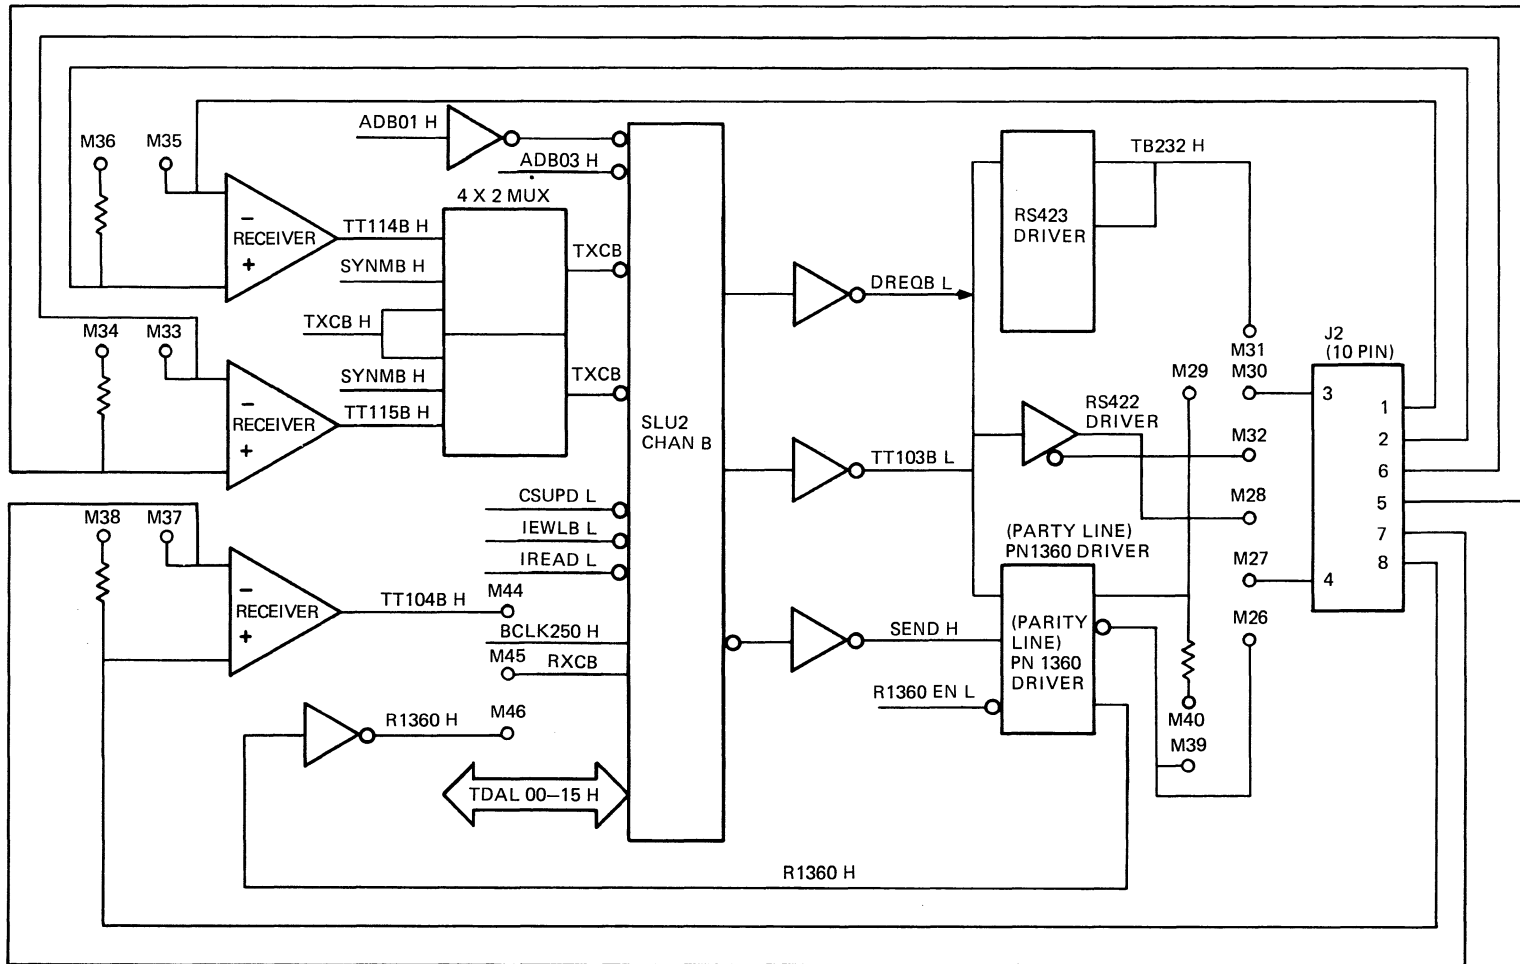 ADB01 H
M36
M35
ADB03 H
4 X 2 MUX
TB232 H
RS423
DRIVER
−
RECEIVER
+
TT114B H
TXCB
SYNMB H
TXCB H
DREQB L
M34
M33
SYNMB H
TXCB
TT115B H
−
RECEIVER
+
SLU2
CHAN B
M31
M30
M29
J2
(10 PIN)
3
1
2
6
5
7
8
4
RS422
DRIVER
M32
TT103B L
M28
CSUPD L
IEWLB L
IREAD L
M38
M37
(PARTY LINE)
PN1360 DRIVER
M27
M26
−
RECEIVER
+
TT104B H
M44
BCLK250 H
M45
RXCB
SEND H
(PARITY
LINE)
PN 1360
DRIVER
R1360 EN L
M40
M39
R1360 H
M46
TDAL 00–15 H
R1360 H